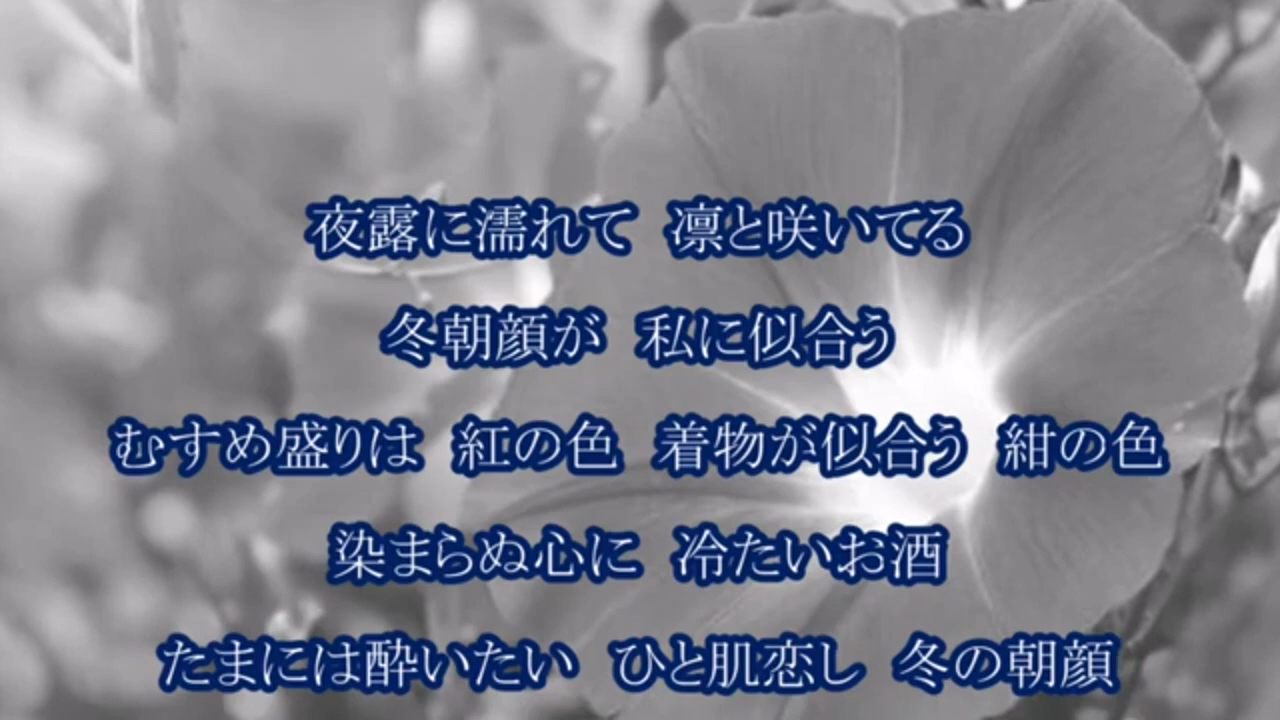 夜露に濡れて　凛と咲いてる
冬朝顔が　私に似合う
むすめ盛りは　紅の色　着物が似合う　紺の色
染まらぬ心に　冷たいお酒
たまには酔いたい　ひと肌恋し　冬の朝顔